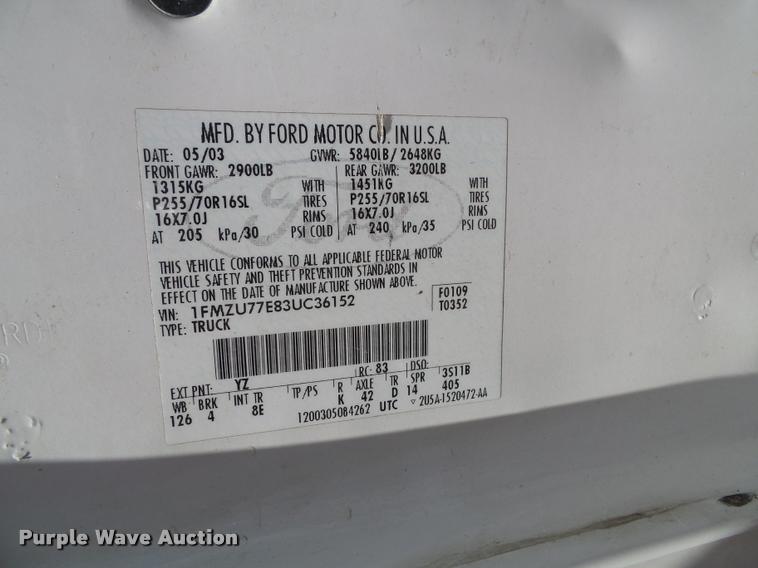 MFD. BY FORD MOTOR CO. IN U.S.A.
DATE: 05/03 GVWR: 5840LB/2648KG
FRONT GAWR: 2900LB REAR GAWR: 3200LB
1315KG WITH 1451KG WITH
P255/70R16SL TIRES P255/70R16SL TIRES
16X7.0J RIMS 16X7.0J RIMS
AT 205 kPa/30 PSI COLD AT 240 kPa/35 PSI COLD
THIS VEHICLE CONFORMS TO ALL APPLICABLE FEDERAL MOTOR
VEHICLE SAFETY AND THEFT PREVENTION STANDARDS IN
EFFECT ON THE DATE OF MANUFACTURE SHOWN ABOVE.
VIN: 1FMZU77E83UC36152 F0109
TYPE: TRUCK T0352
EXT PNT: YZ RC: 83 DSO:
WB BRK INT TR TP/PS R AXLE TR SPR 3S11B
126 4 8E K 42 D 14 405
1200305084262 UTC ▽ 2U5A-1520472-AA
Ford
Purple Wave Auction